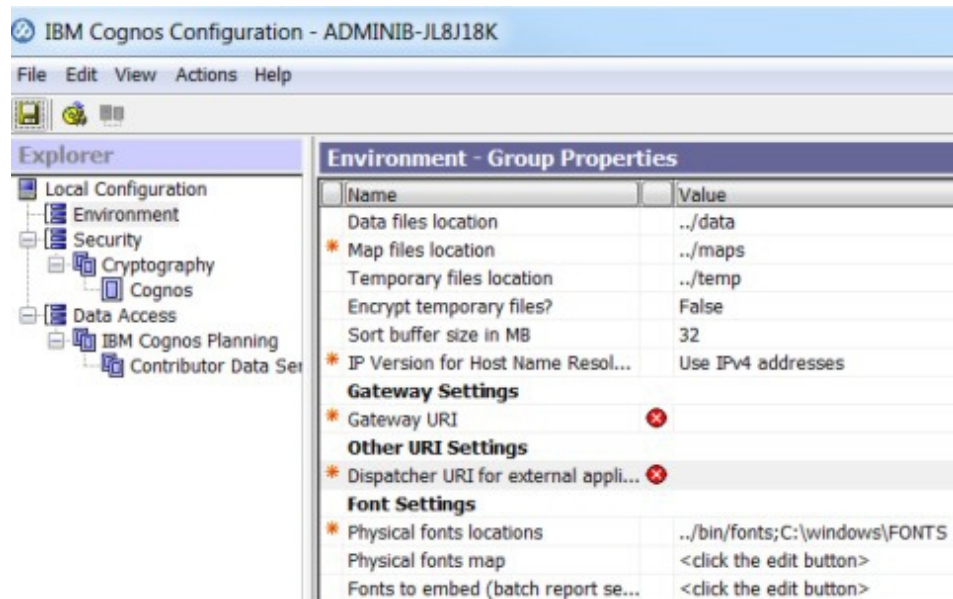 IBM Cognos Configuration - ADMINIB-JL8J18K
File Edit View Actions Help
Explorer
Local Configuration
Environment
Security
Cryptography
Cognos
Data Access
IBM Cognos Planning
Contributor Data Ser
Environment - Group Properties
Name Value
Data files location ../data
* Map files location ../maps
Temporary files location ../temp
Encrypt temporary files? False
Sort buffer size in MB 32
* IP Version for Host Name Resol... Use IPv4 addresses
Gateway Settings
* Gateway URI
Other URI Settings
* Dispatcher URI for external appli...
Font Settings
* Physical fonts locations ../bin/fonts;C:\windows\FONTS
Physical fonts map <click the edit button>
Fonts to embed (batch report se... <click the edit button>